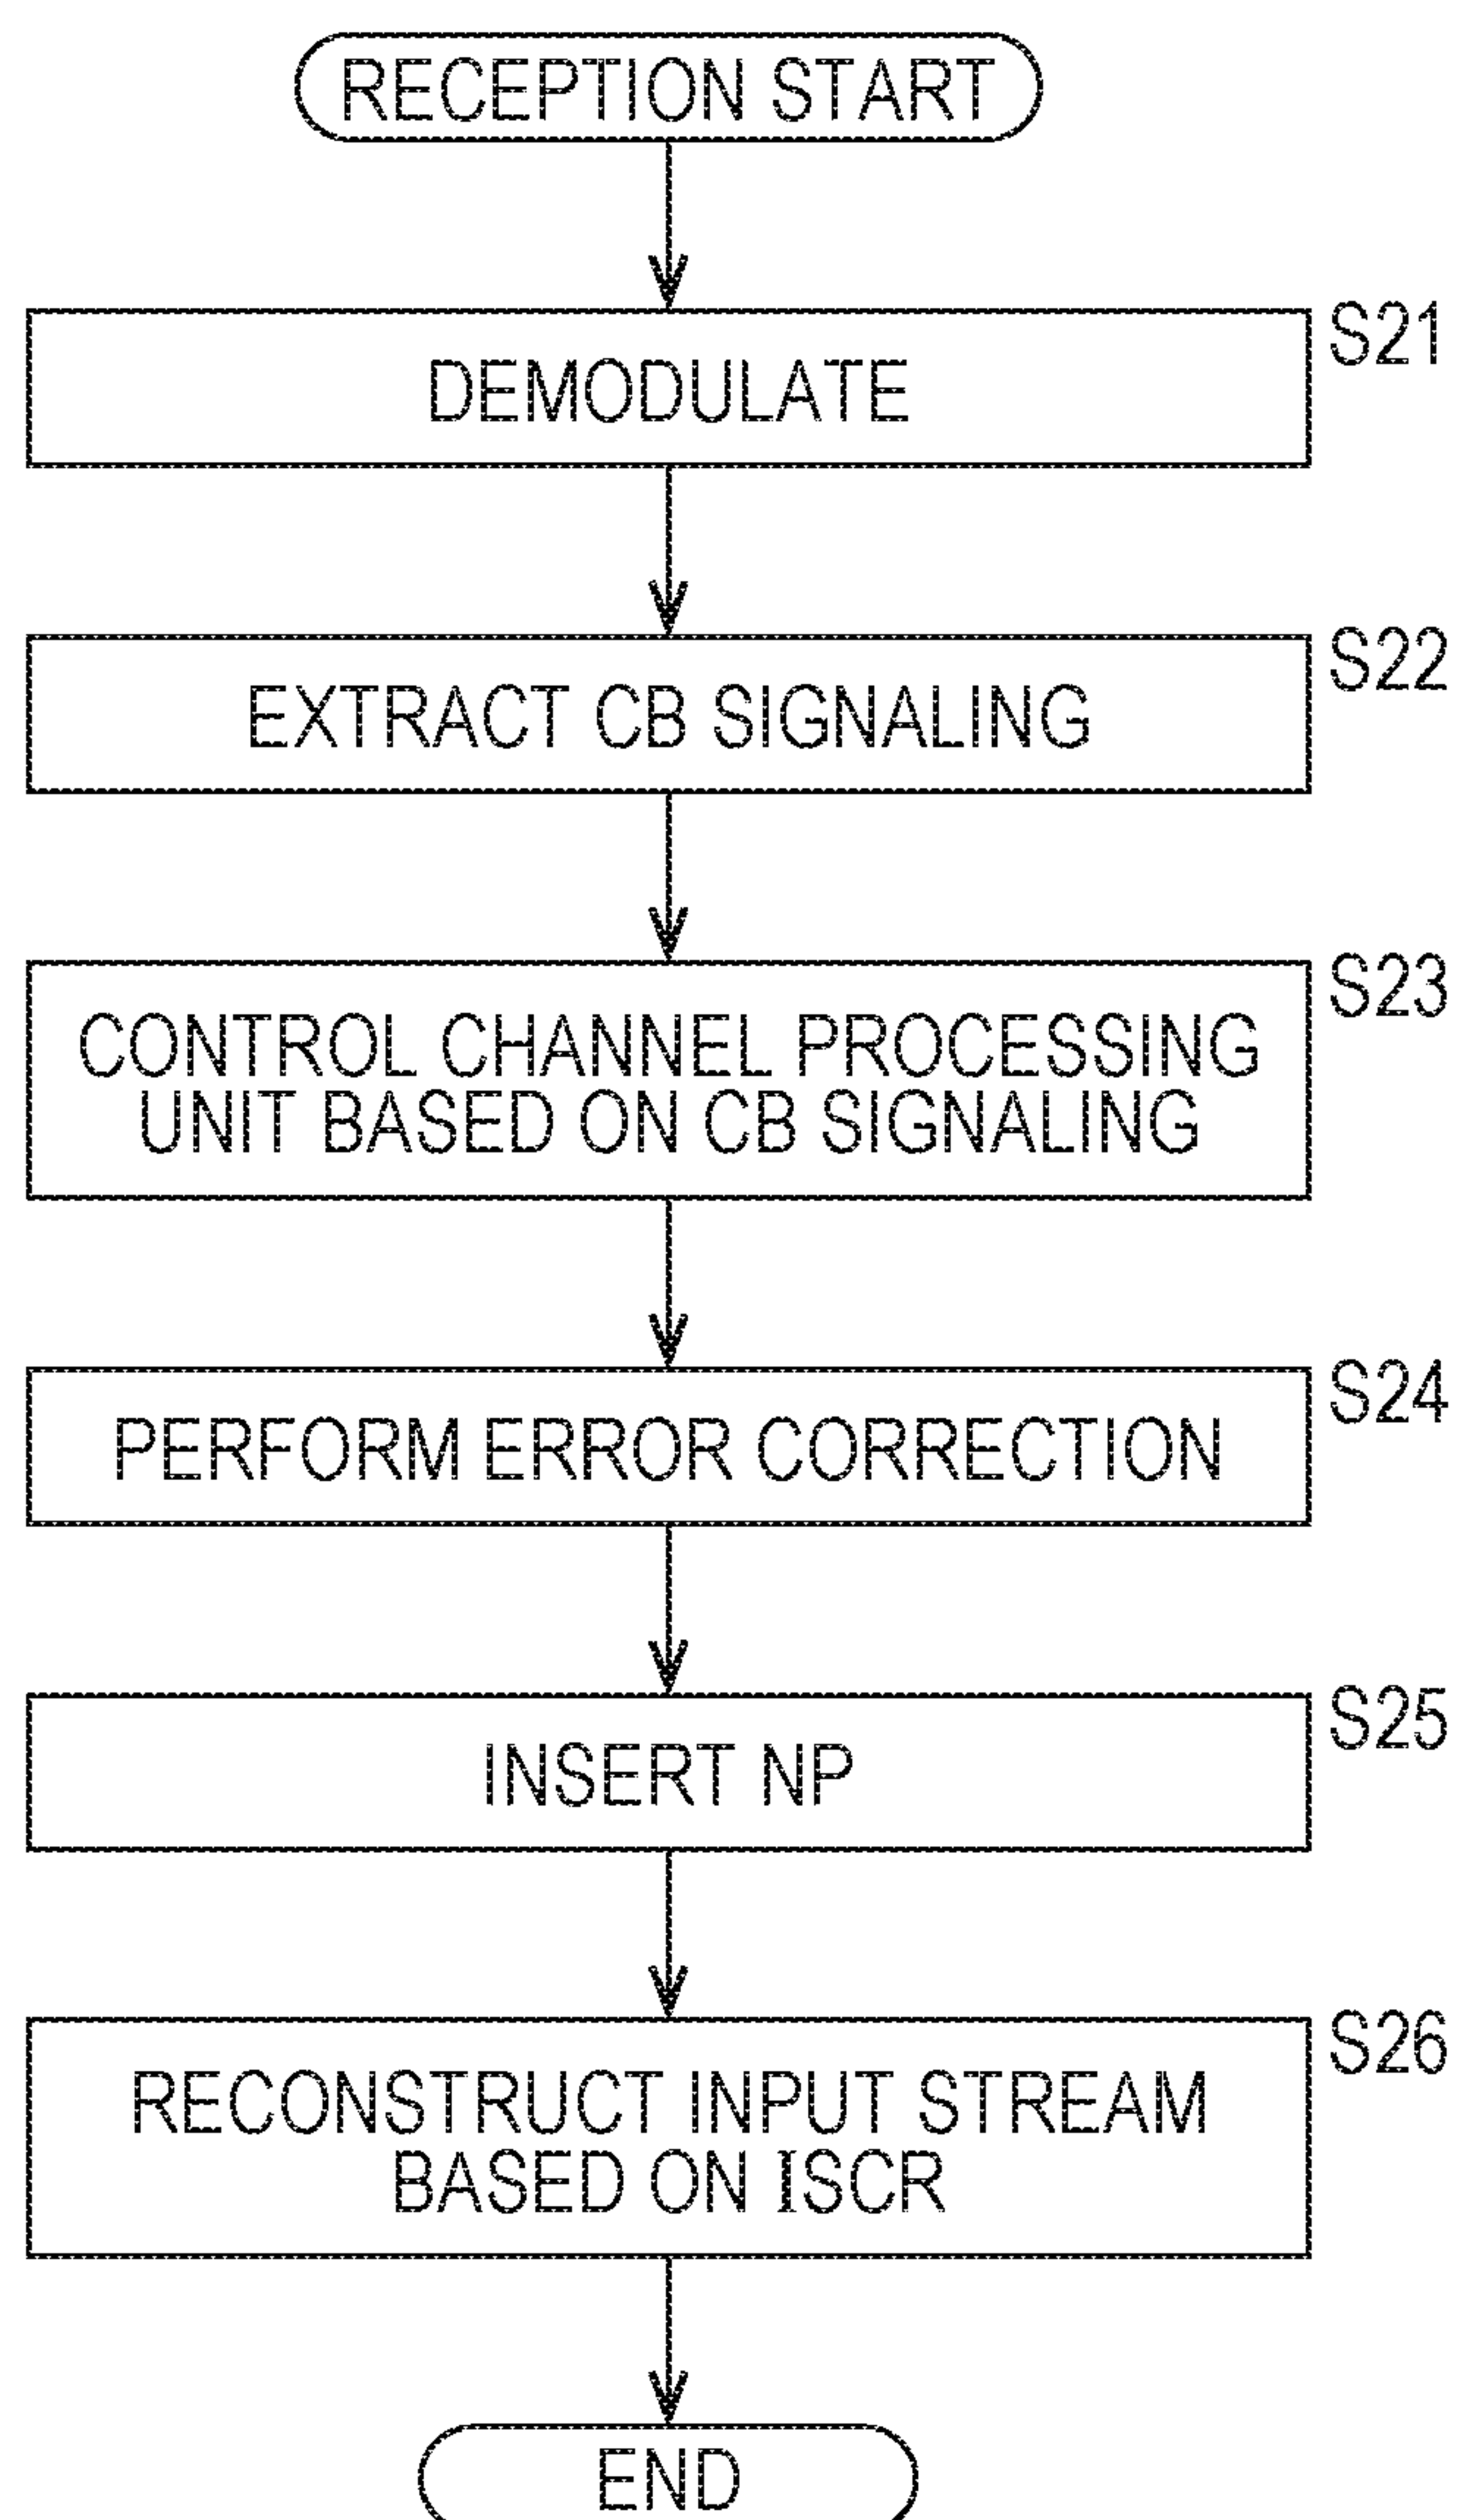 RECEPTION START
S21
DEMODULATE
S22
EXTRACT CB SIGNALING
S23
CONTROL CHANNEL PROCESSING
UNIT BASED ON CB SIGNALING
S24
PERFORM ERROR CORRECTION
S25
INSERT NP
S26
RECONSTRUCT INPUT STREAM
BASED ON ISCR
END